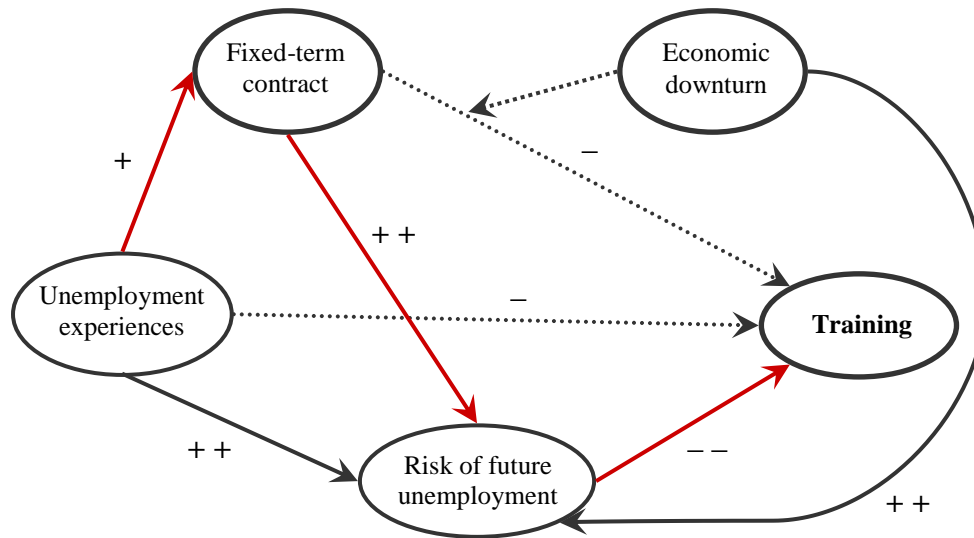 Fixed-term
contract
Economic
downturn
–
+
+ +
Unemployment
experiences
–
Training
+ +
– –
Risk of future
unemployment
+ +